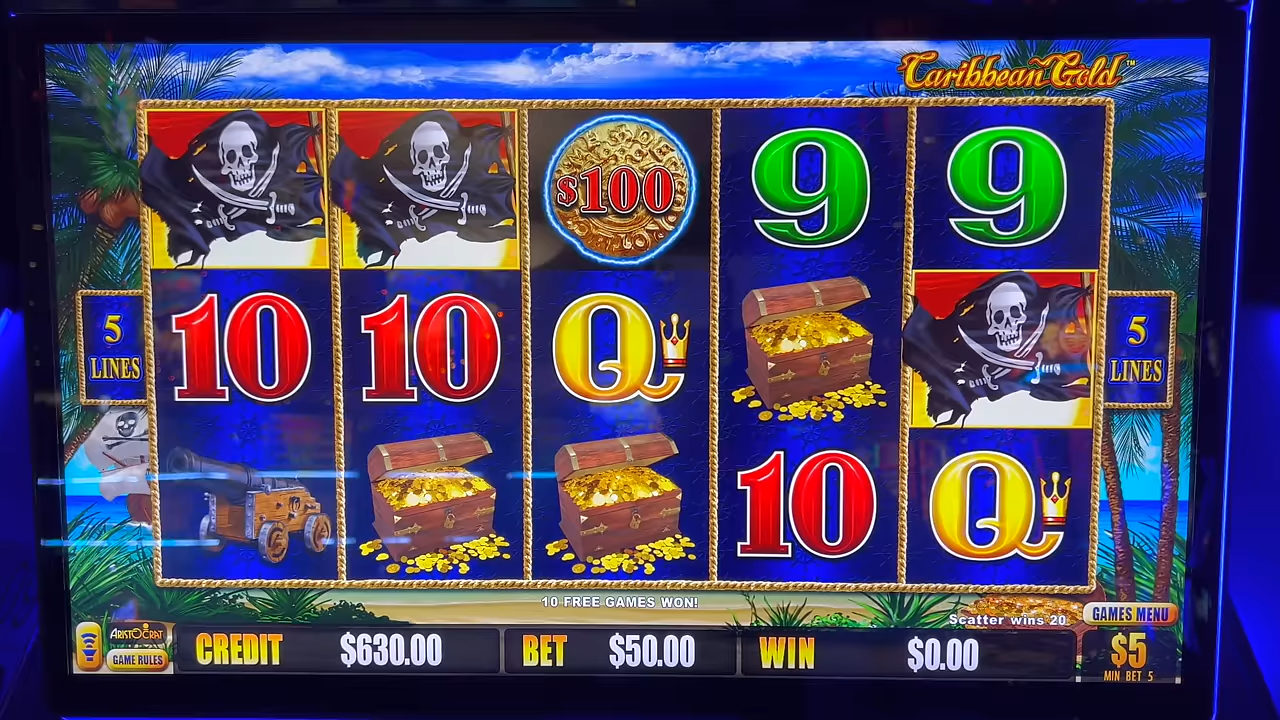 Caribbean Gold™
$100
9
9
5
LINES
10
10
Q
5
LINES
10
Q
10 FREE GAMES WON!
Scatter wins 20
GAMES MENU
ARISTOCRAT
GAME RULES
CREDIT $630.00
BET $50.00
WIN $0.00
$5
MIN BET 5